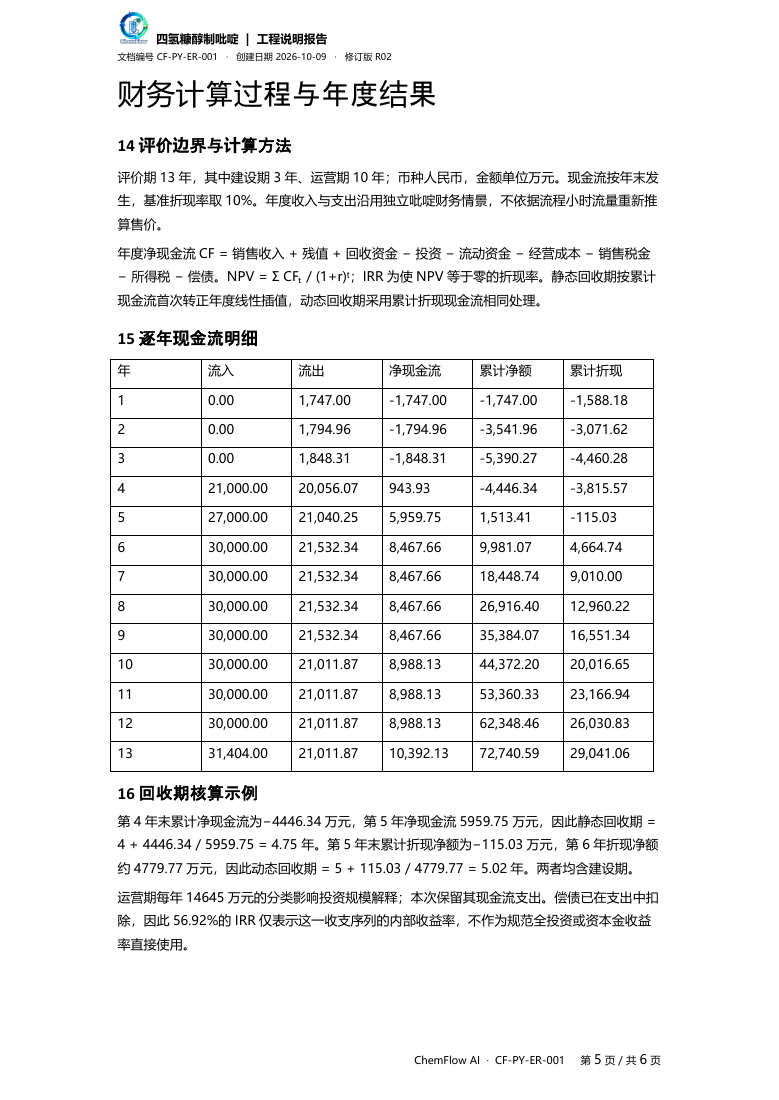 ChemFlow
四氢糠醇制吡啶 | 工程说明报告
文档编号 CF-PY-ER-001 · 创建日期 2026-10-09 · 修订版 R02
财务计算过程与年度结果
14 评价边界与计算方法
评价期 13 年，其中建设期 3 年、运营期 10 年；币种人民币，金额单位万元。现金流按年末发
生，基准折现率取 10%。年度收入与支出沿用独立吡啶财务情景，不依据流程小时流量重新推
算售价。
年度净现金流 CF = 销售收入 + 残值 + 回收资金 − 投资 − 流动资金 − 经营成本 − 销售税金
− 所得税 − 偿债。NPV = Σ CFₜ / (1+r)ᵗ；IRR 为使 NPV 等于零的折现率。静态回收期按累计
现金流首次转正年度线性插值，动态回收期采用累计折现现金流相同处理。
15 逐年现金流明细
年 流入 流出 净现金流 累计净额 累计折现
1 0.00 1,747.00 -1,747.00 -1,747.00 -1,588.18
2 0.00 1,794.96 -1,794.96 -3,541.96 -3,071.62
3 0.00 1,848.31 -1,848.31 -5,390.27 -4,460.28
4 21,000.00 20,056.07 943.93 -4,446.34 -3,815.57
5 27,000.00 21,040.25 5,959.75 1,513.41 -115.03
6 30,000.00 21,532.34 8,467.66 9,981.07 4,664.74
7 30,000.00 21,532.34 8,467.66 18,448.74 9,010.00
8 30,000.00 21,532.34 8,467.66 26,916.40 12,960.22
9 30,000.00 21,532.34 8,467.66 35,384.07 16,551.34
10 30,000.00 21,011.87 8,988.13 44,372.20 20,016.65
11 30,000.00 21,011.87 8,988.13 53,360.33 23,166.94
12 30,000.00 21,011.87 8,988.13 62,348.46 26,030.83
13 31,404.00 21,011.87 10,392.13 72,740.59 29,041.06
16 回收期核算示例
第 4 年末累计净现金流为−4446.34 万元，第 5 年净现金流 5959.75 万元，因此静态回收期 =
4 + 4446.34 / 5959.75 = 4.75 年。第 5 年末累计折现净额为−115.03 万元，第 6 年折现净额
约 4779.77 万元，因此动态回收期 = 5 + 115.03 / 4779.77 = 5.02 年。两者均含建设期。
运营期每年 14645 万元的分类影响投资规模解释；本次保留其现金流支出。偿债已在支出中扣
除，因此 56.92%的 IRR 仅表示这一收支序列的内部收益率，不作为规范全投资或资本金收益
率直接使用。
ChemFlow AI · CF-PY-ER-001 第 5 页 / 共 6 页